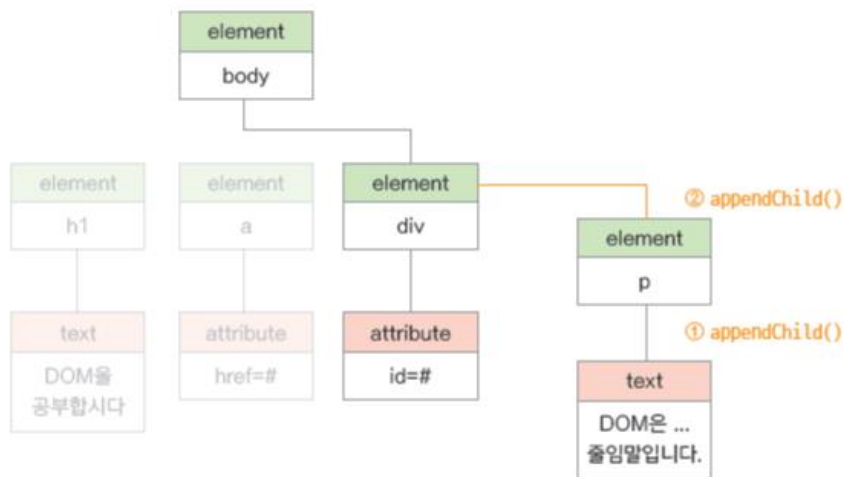 element
body
element
h1
element
a
element
div
② appendChild()
element
p
text
DOM을
공부합시다
attribute
href=#
attribute
id=#
① appendChild()
text
DOM은 ...
줄임말입니다.